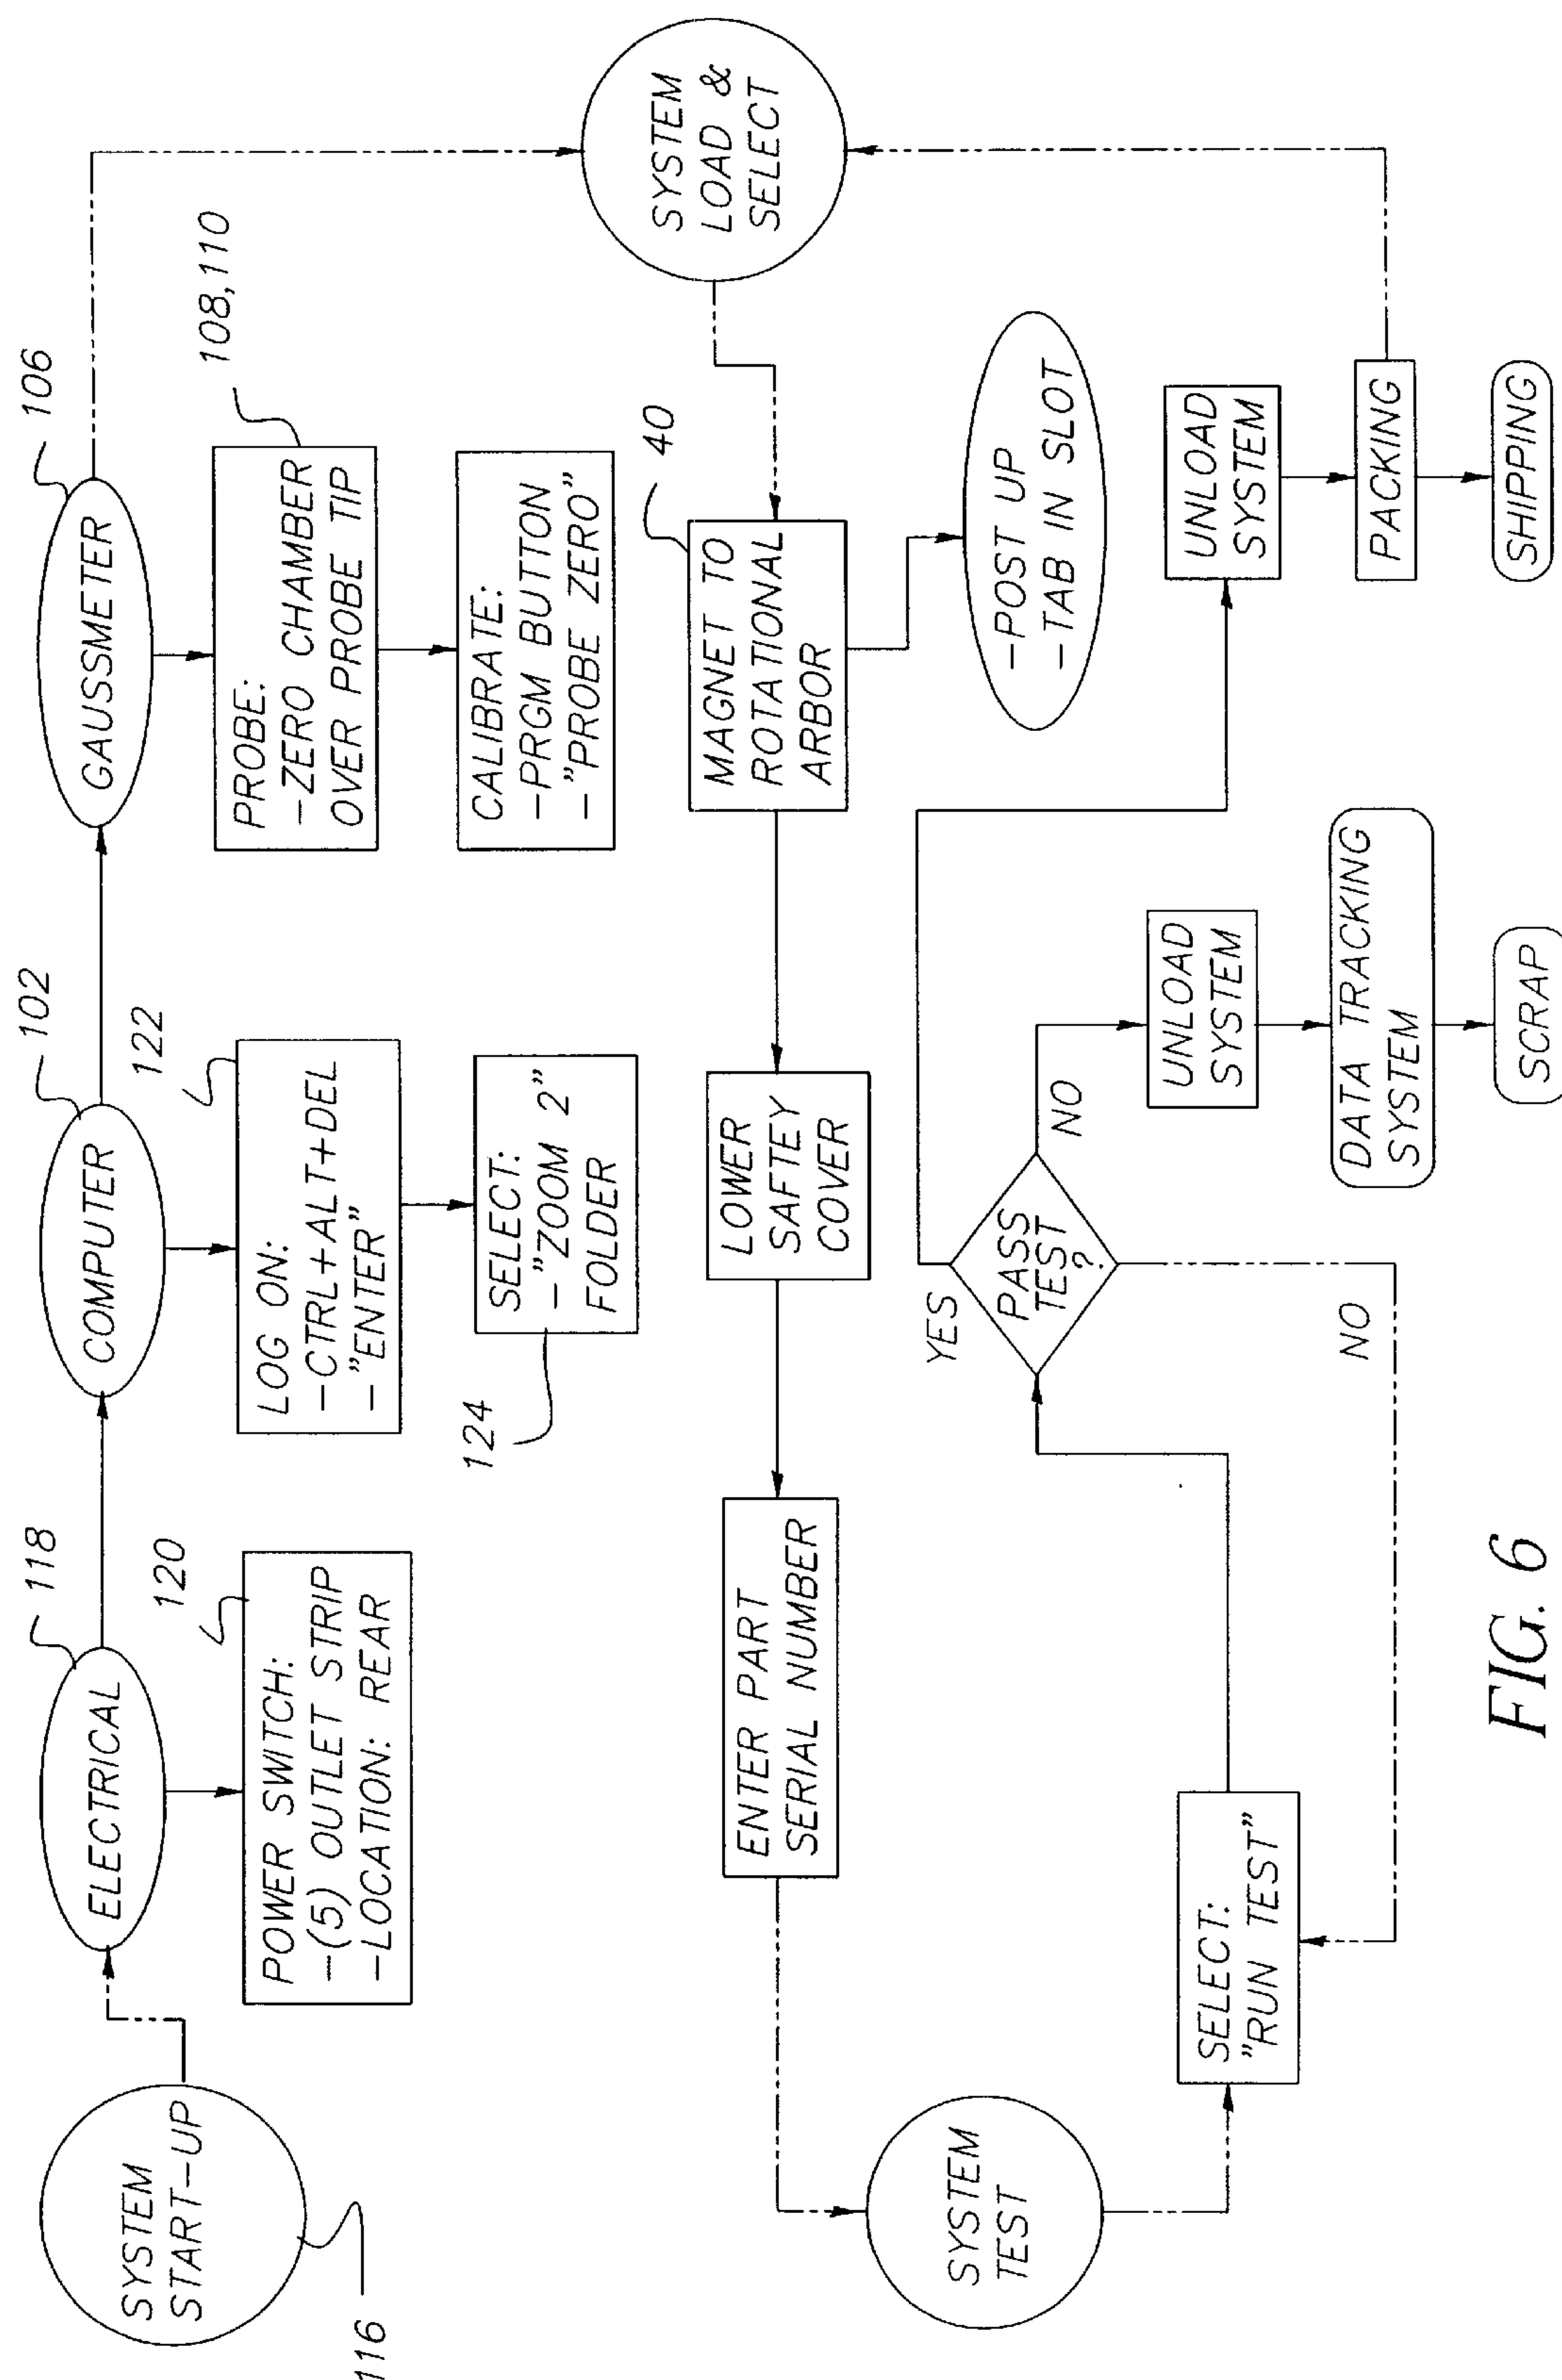 SYSTEM
START-UP
116
ELECTRICAL
118
POWER SWITCH:
-(5) OUTLET STRIP
-LOCATION: REAR
120
COMPUTER
102
LOG ON:
-CTRL+ALT+DEL
-"ENTER"
122
SELECT:
-"ZOOM 2"
FOLDER
124
GAUSSMETER
106
PROBE:
-ZERO CHAMBER
OVER PROBE TIP
108,110
CALIBRATE:
-PRGM BUTTON
-"PROBE ZERO"
SYSTEM
LOAD &
SELECT
MAGNET TO
ROTATIONAL
ARBOR
40
-POST UP
-TAB IN SLOT
LOWER
SAFTEY
COVER
ENTER PART
SERIAL NUMBER
SYSTEM
TEST
SELECT:
"RUN TEST"
PASS
TEST
?
YES
NO
NO
UNLOAD
SYSTEM
DATA TRACKING
SYSTEM
SCRAP
UNLOAD
SYSTEM
PACKING
SHIPPING
FIG. 6